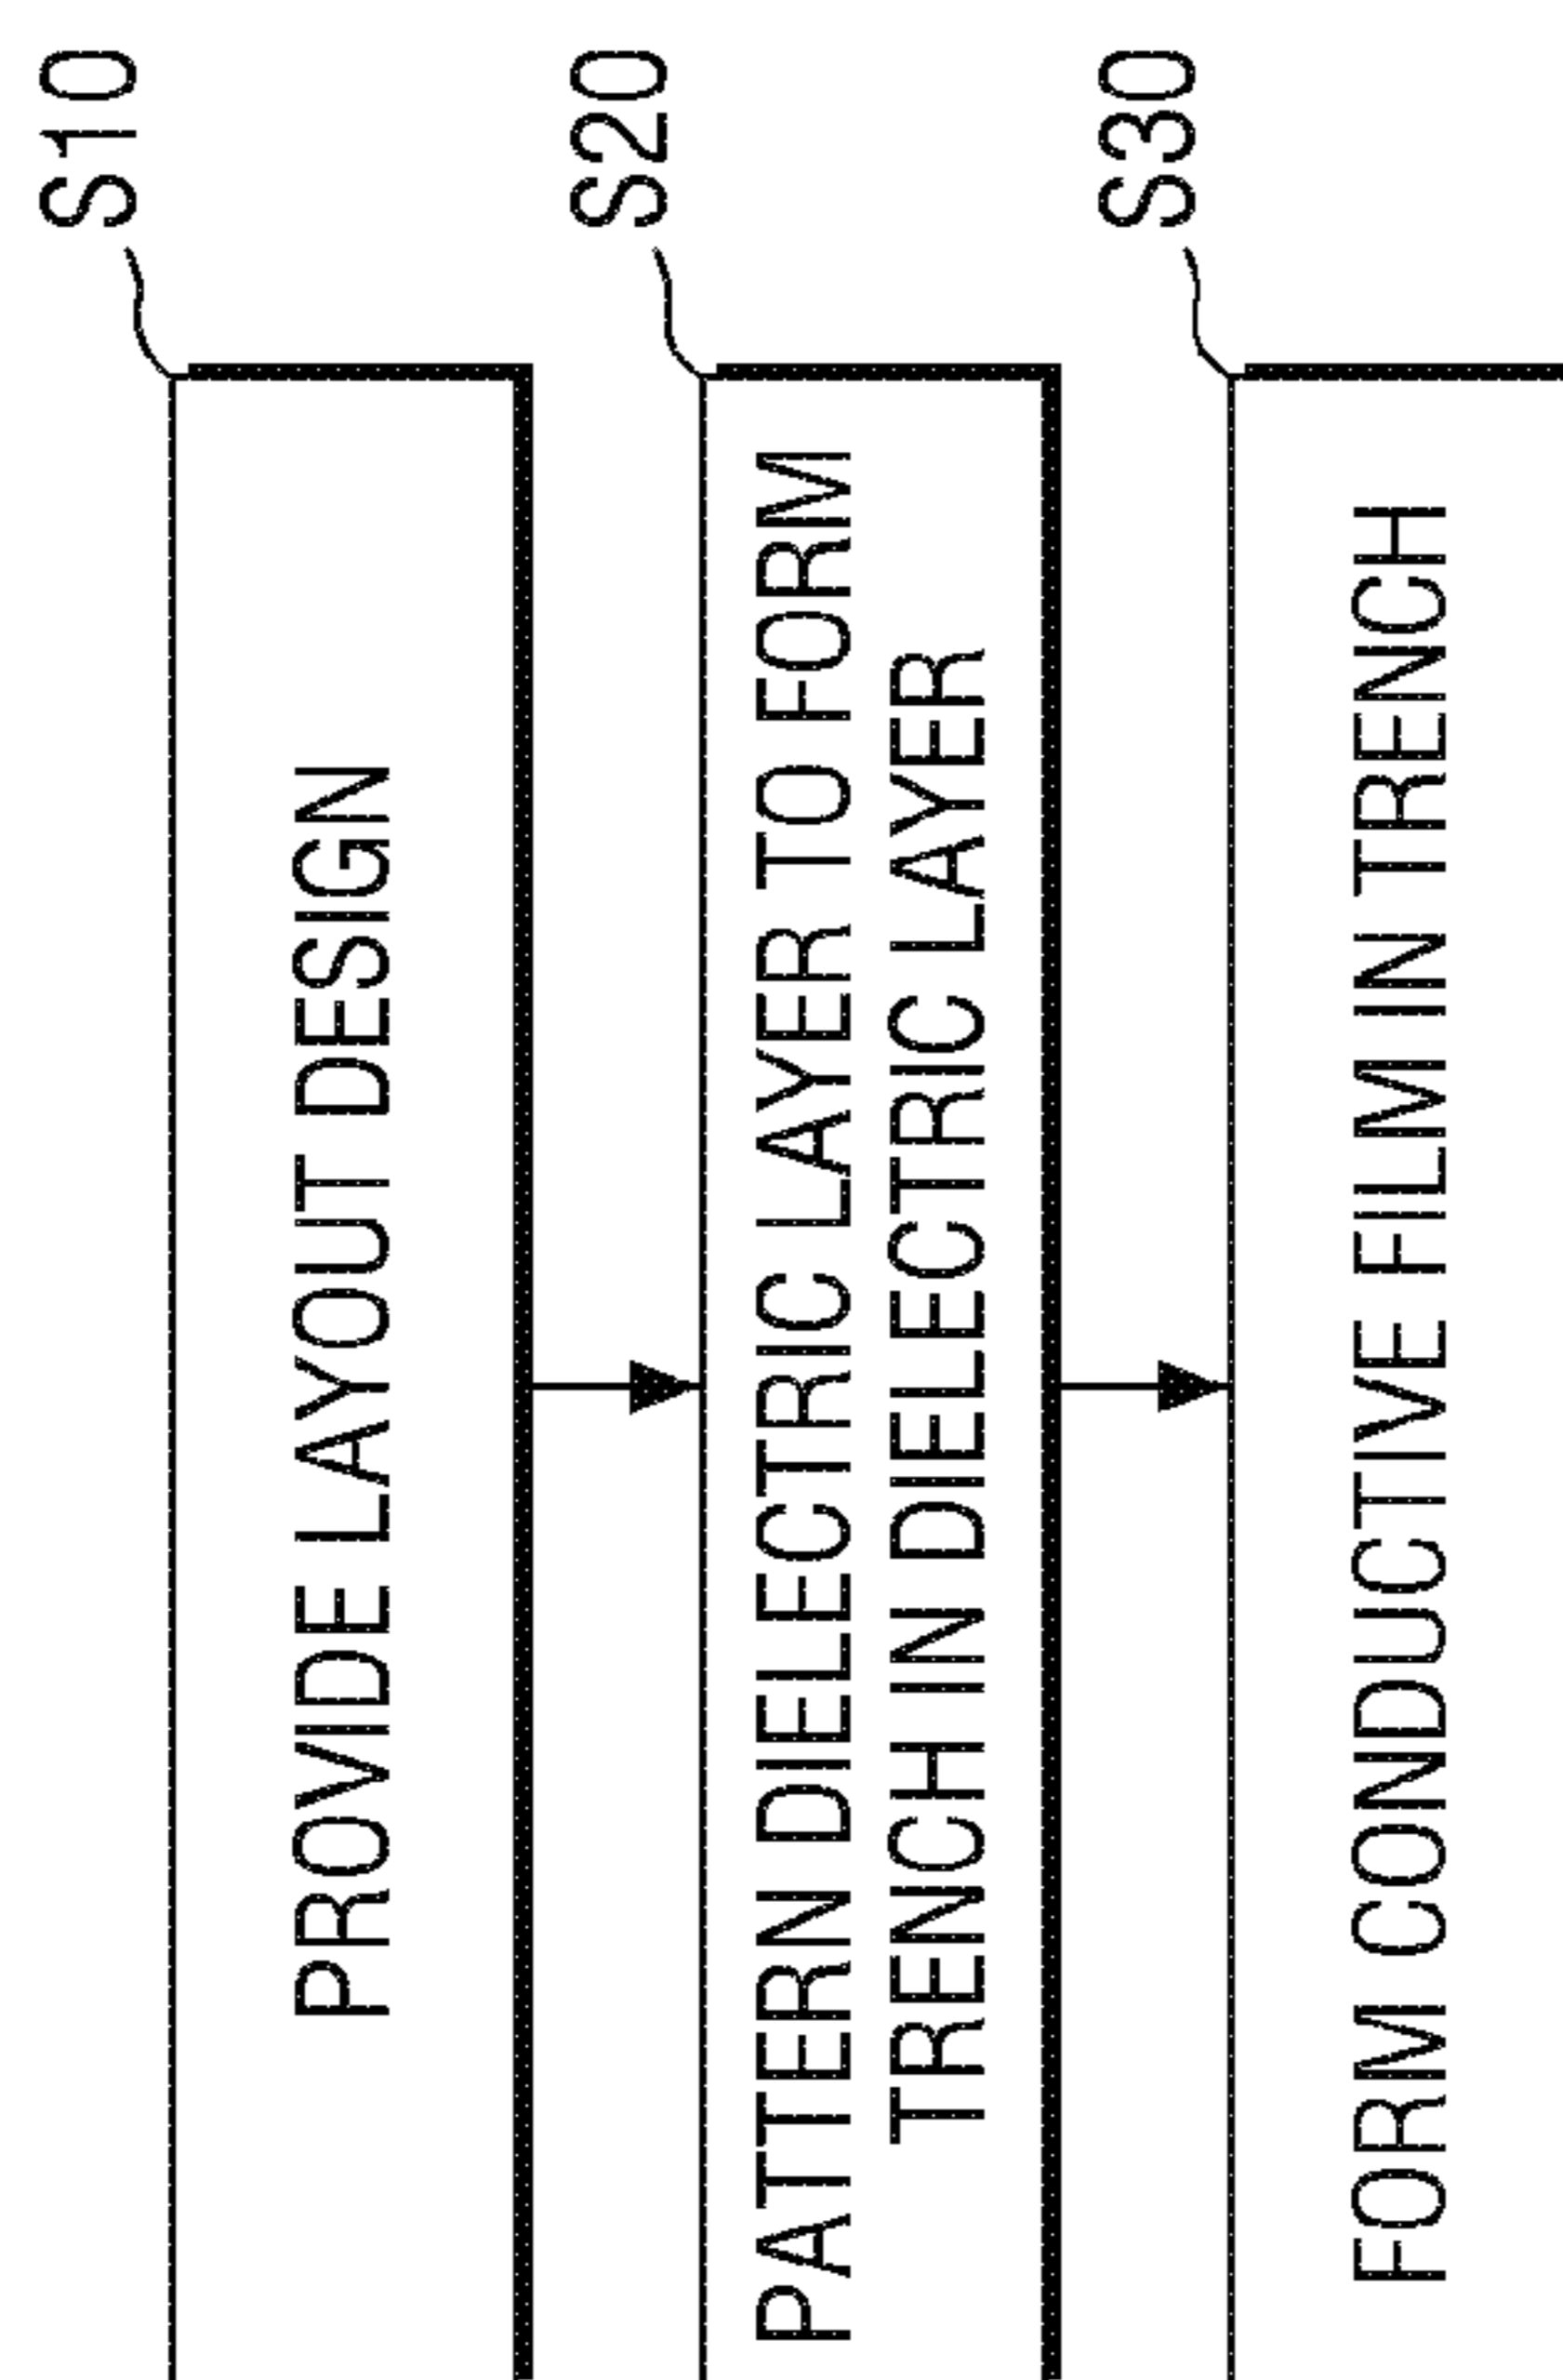 S10
PROVIDE LAYOUT DESIGN
S20
PATTERN DIELECTRIC LAYER TO FORM
TRENCH IN DIELECTRIC LAYER
S30
FORM CONDUCTIVE FILM IN TRENCH